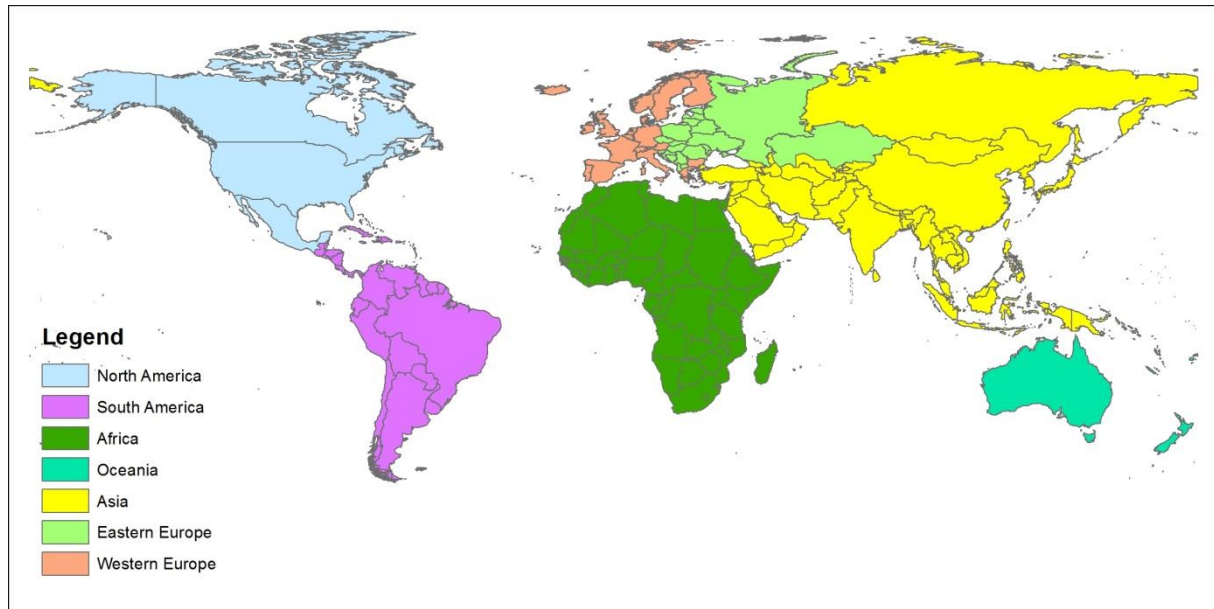 Legend
North America
South America
Africa
Oceania
Asia
Eastern Europe
Western Europe